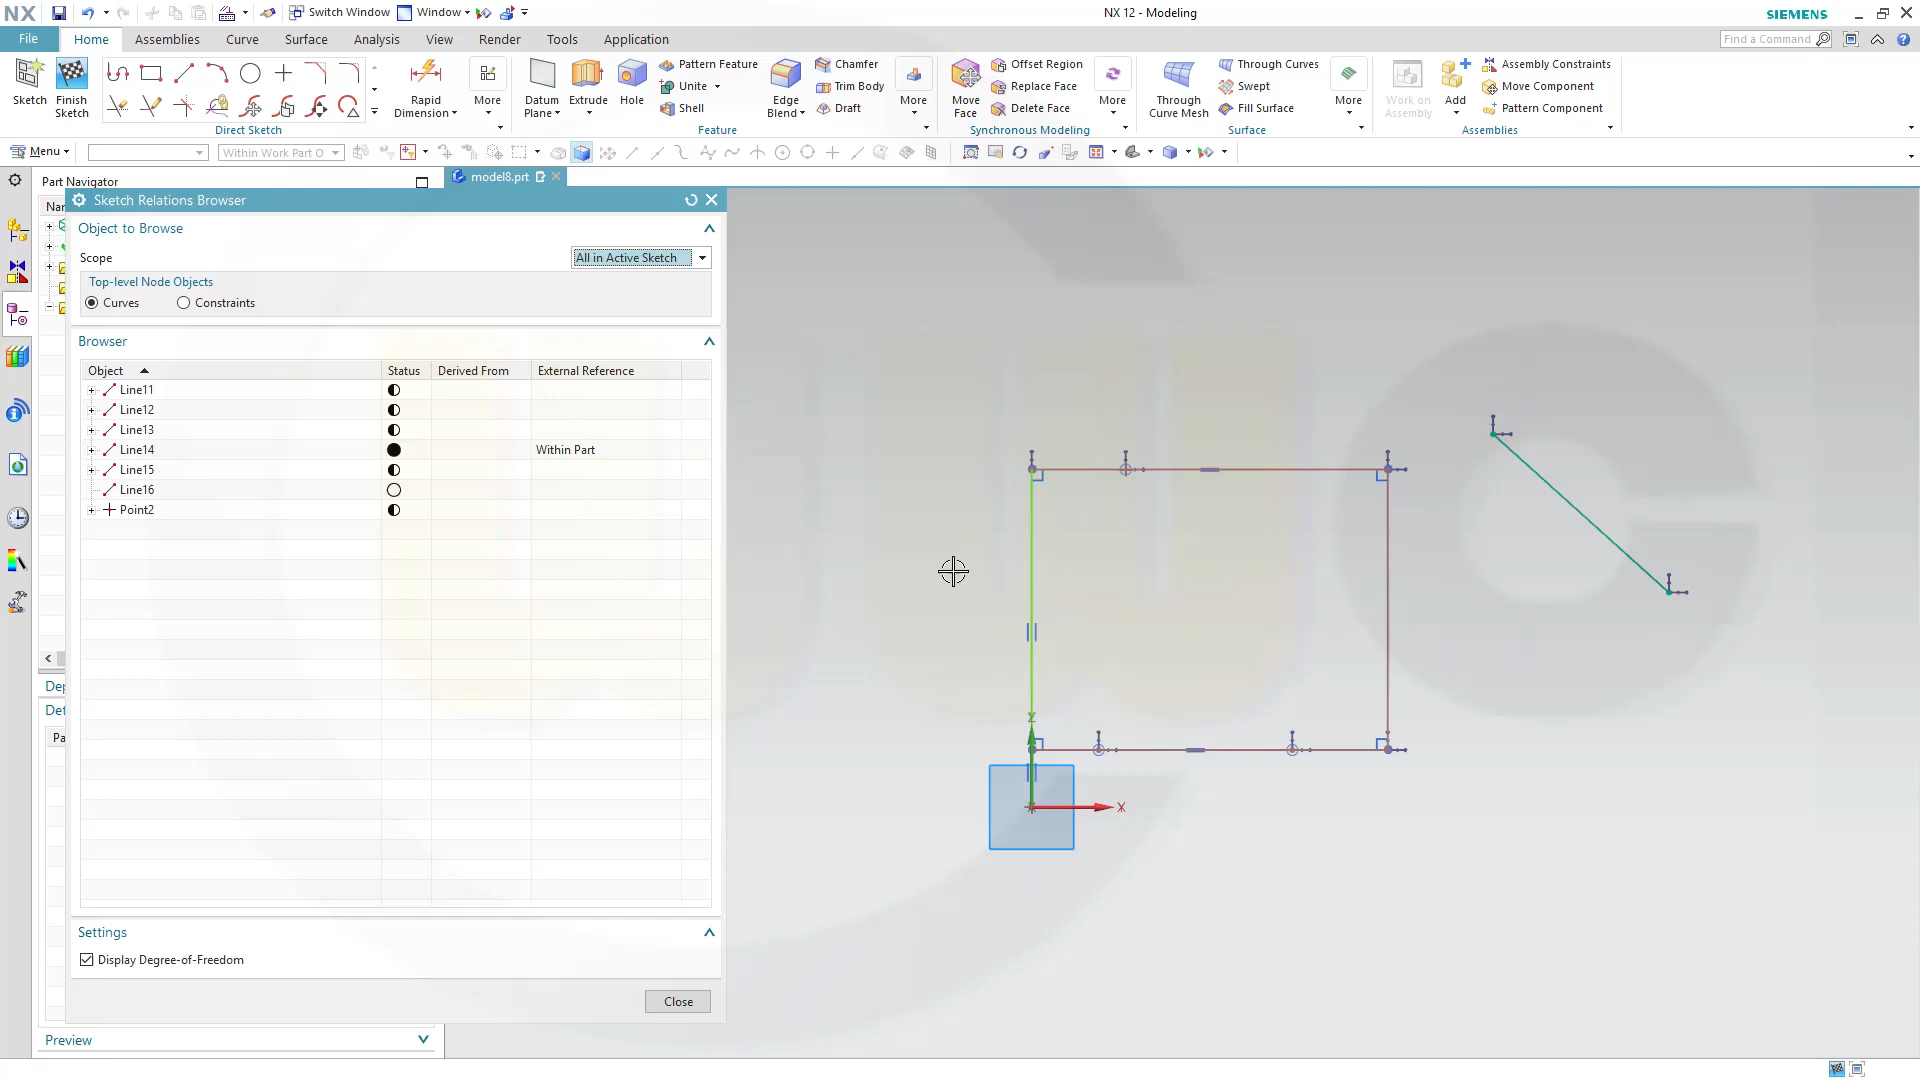 NX
Switch Window
Window
NX 12 - Modeling
SIEMENS
File
Home
Assemblies
Curve
Surface
Analysis
View
Render
Tools
Application
Find a Command
Sketch
Finish Sketch
Rapid Dimension
More
Direct Sketch
Datum Plane
Extrude
Hole
Pattern Feature
Unite
Shell
Edge Blend
Chamfer
Trim Body
Draft
More
Feature
Move Face
Offset Region
Replace Face
Delete Face
More
Synchronous Modeling
Through Curve Mesh
Through Curves
Swept
Fill Surface
More
Surface
Work on Assembly
Add
Assembly Constraints
Move Component
Pattern Component
Assemblies
Menu
Within Work Part O
Part Navigator
model8.prt
Sketch Relations Browser
Object to Browse
Scope
All in Active Sketch
Top-level Node Objects
Curves
Constraints
Browser
Object
Status
Derived From
External Reference
Line11
Line12
Line13
Line14
Within Part
Line15
Line16
Point2
Settings
Display Degree-of-Freedom
Close
Preview
X